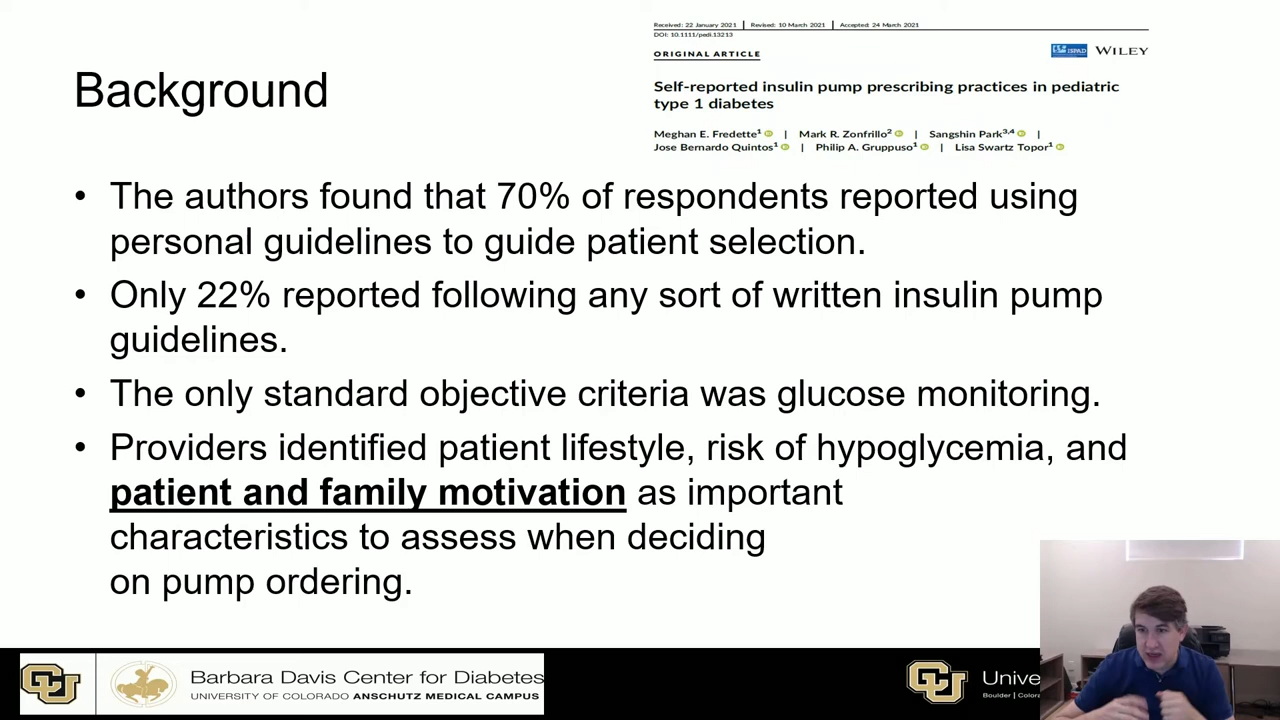 Received: 22 January 2021 | Revised: 10 March 2021 | Accepted: 24 March 2021
DOI: 10.1111/pedi.13213
ORIGINAL ARTICLE
ISPAD WILEY
Background
Self-reported insulin pump prescribing practices in pediatric
type 1 diabetes
Meghan E. Fredette1 | Mark R. Zonfrillo2 | Sangshin Park3,4 |
Jose Bernardo Quintos1 | Philip A. Gruppuso1 | Lisa Swartz Topor1
• The authors found that 70% of respondents reported using
personal guidelines to guide patient selection.
• Only 22% reported following any sort of written insulin pump
guidelines.
• The only standard objective criteria was glucose monitoring.
• Providers identified patient lifestyle, risk of hypoglycemia, and
patient and family motivation as important
characteristics to assess when deciding
on pump ordering.
CU
Barbara Davis Center for Diabetes
UNIVERSITY OF COLORADO ANSCHUTZ MEDICAL CAMPUS
CU
Unive
Boulder | Colora